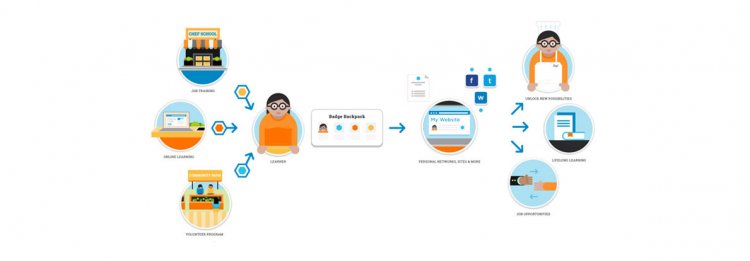 CHEF SCHOOL
JOB TRAINING
ONLINE LEARNING
COMMUNITY FARM
VOLUNTEER PROGRAM
LEARNER
Badge Backpack
f
t
W
My Website
PERSONAL NETWORKS, SITES & MORE
UNLOCK NEW POSSIBILITIES
LIFELONG LEARNING
JOB OPPORTUNITIES